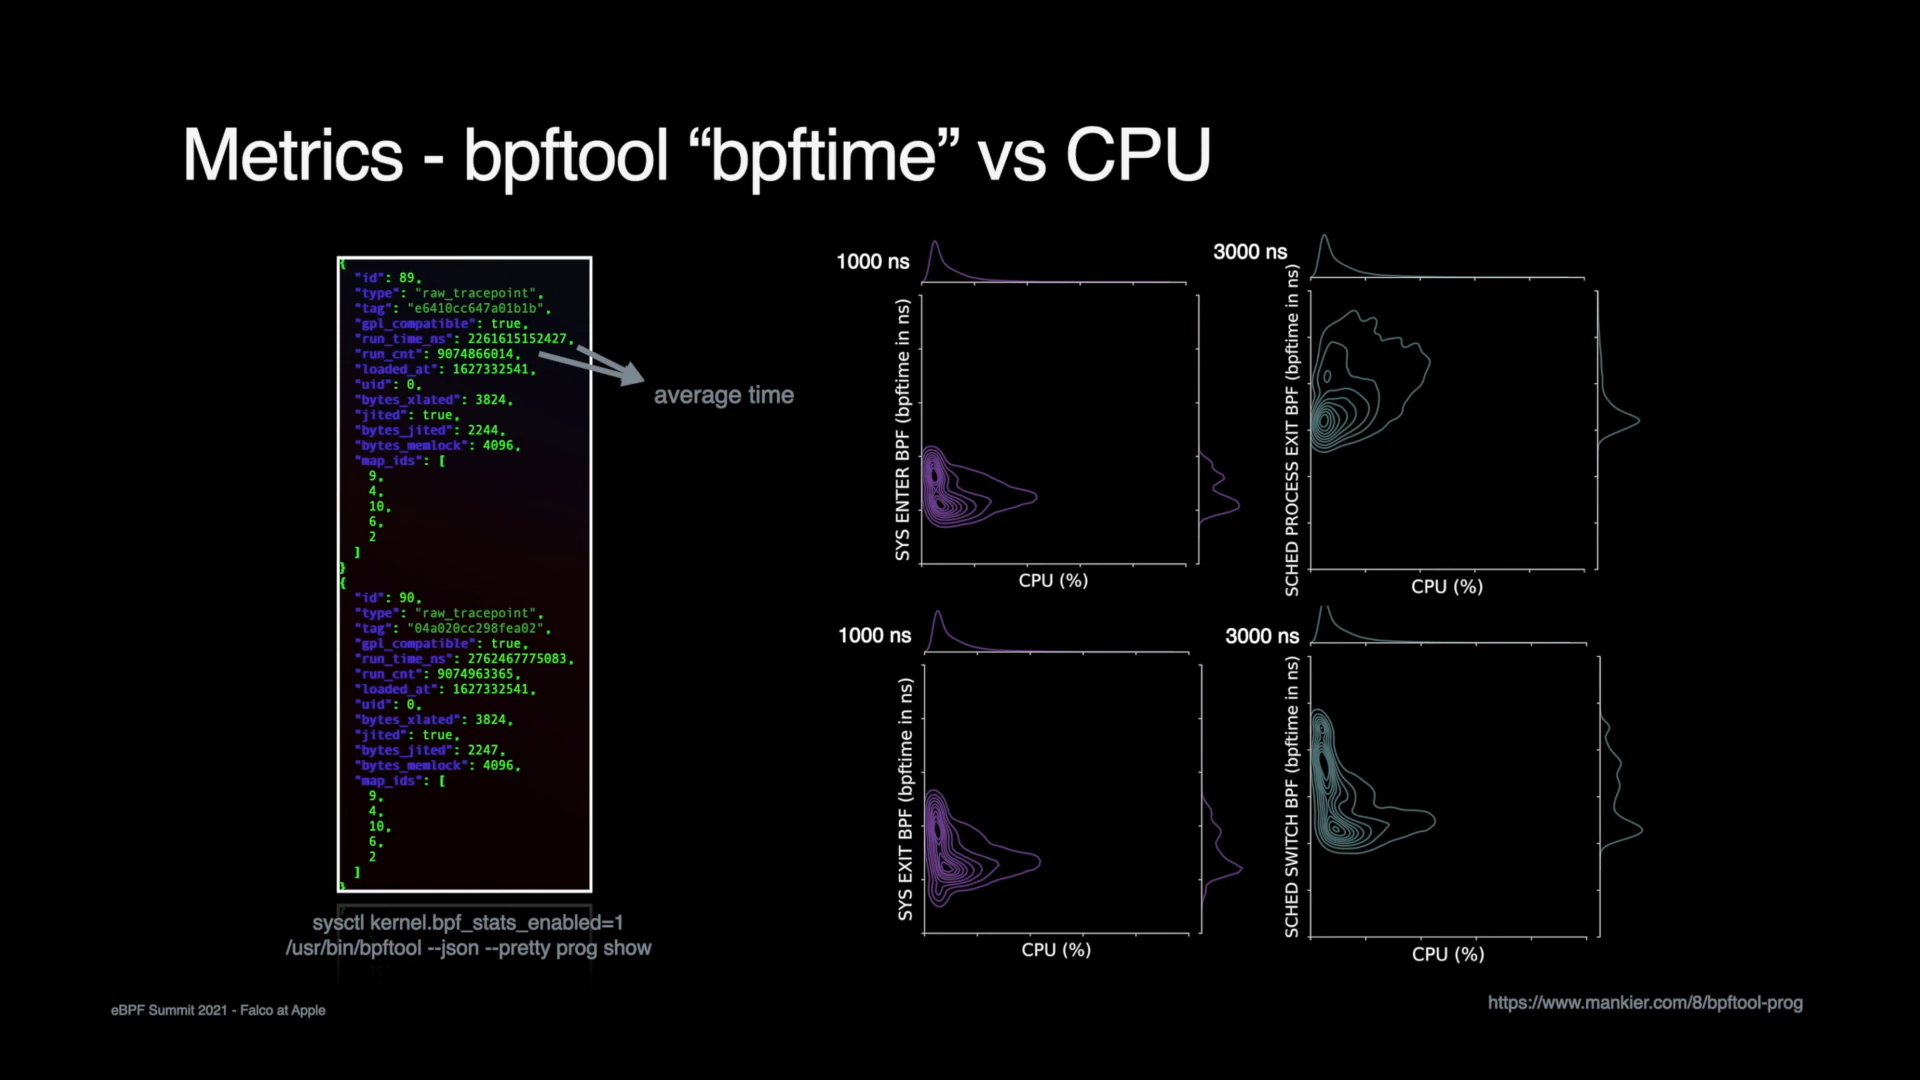 Metrics - bpftool “bpftime” vs CPU
{
"id": 89,
"type": "raw_tracepoint",
"tag": "e6410cc647a01b1b",
"gpl_compatible": true,
"run_time_ns": 2261615152427,
"run_cnt": 9074866014,
"loaded_at": 1627332541,
"uid": 0,
"bytes_xlated": 3824,
"jited": true,
"bytes_jited": 2244,
"bytes_memlock": 4096,
"map_ids": [
9,
4,
10,
6,
2
]
}
{
"id": 90,
"type": "raw_tracepoint",
"tag": "04a020cc298fea02",
"gpl_compatible": true,
"run_time_ns": 2762467775083,
"run_cnt": 9074963365,
"loaded_at": 1627332541,
"uid": 0,
"bytes_xlated": 3824,
"jited": true,
"bytes_jited": 2247,
"bytes_memlock": 4096,
"map_ids": [
9,
4,
10,
6,
2
]
}
average time
sysctl kernel.bpf_stats_enabled=1
/usr/bin/bpftool --json --pretty prog show
1000 ns
SYS ENTER BPF (bpftime in ns)
CPU (%)
3000 ns
SCHED PROCESS EXIT BPF (bpftime in ns)
CPU (%)
1000 ns
SYS EXIT BPF (bpftime in ns)
CPU (%)
3000 ns
SCHED SWITCH BPF (bpftime in ns)
CPU (%)
eBPF Summit 2021 - Falco at Apple
https://www.mankier.com/8/bpftool-prog